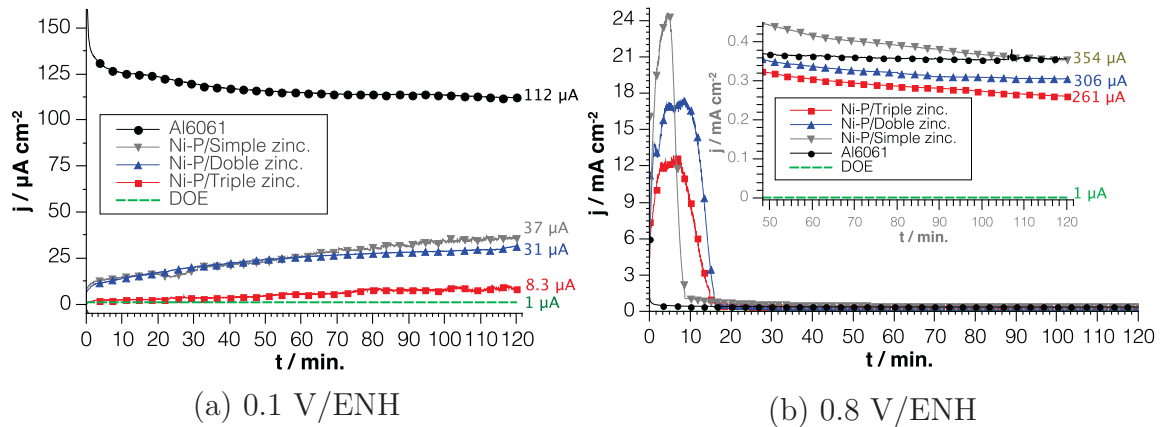 150
125
100
75
50
25
0
j / µA cm-2
112 µA
Al6061
Ni-P/Simple zinc.
Ni-P/Doble zinc.
Ni-P/Triple zinc.
DOE
37 µA
31 µA
8.3 µA
1 µA
0 10 20 30 40 50 60 70 80 90 100 110 120
t / min.
(a) 0.1 V/ENH
24
21
18
15
12
9
6
3
0
j / mA cm-2
0.4
0.3
0.4
0.2
0.1
0
j / mA cm-2
354 µA
306 µA
261 µA
Ni-P/Triple zinc.
Ni-P/Doble zinc.
Ni-P/Simple zinc.
Al6061
DOE
1 µA
50 60 70 80 90 100 110 120
t / min.
0 10 20 30 40 50 60 70 80 90 100 110 120
t / min.
(b) 0.8 V/ENH